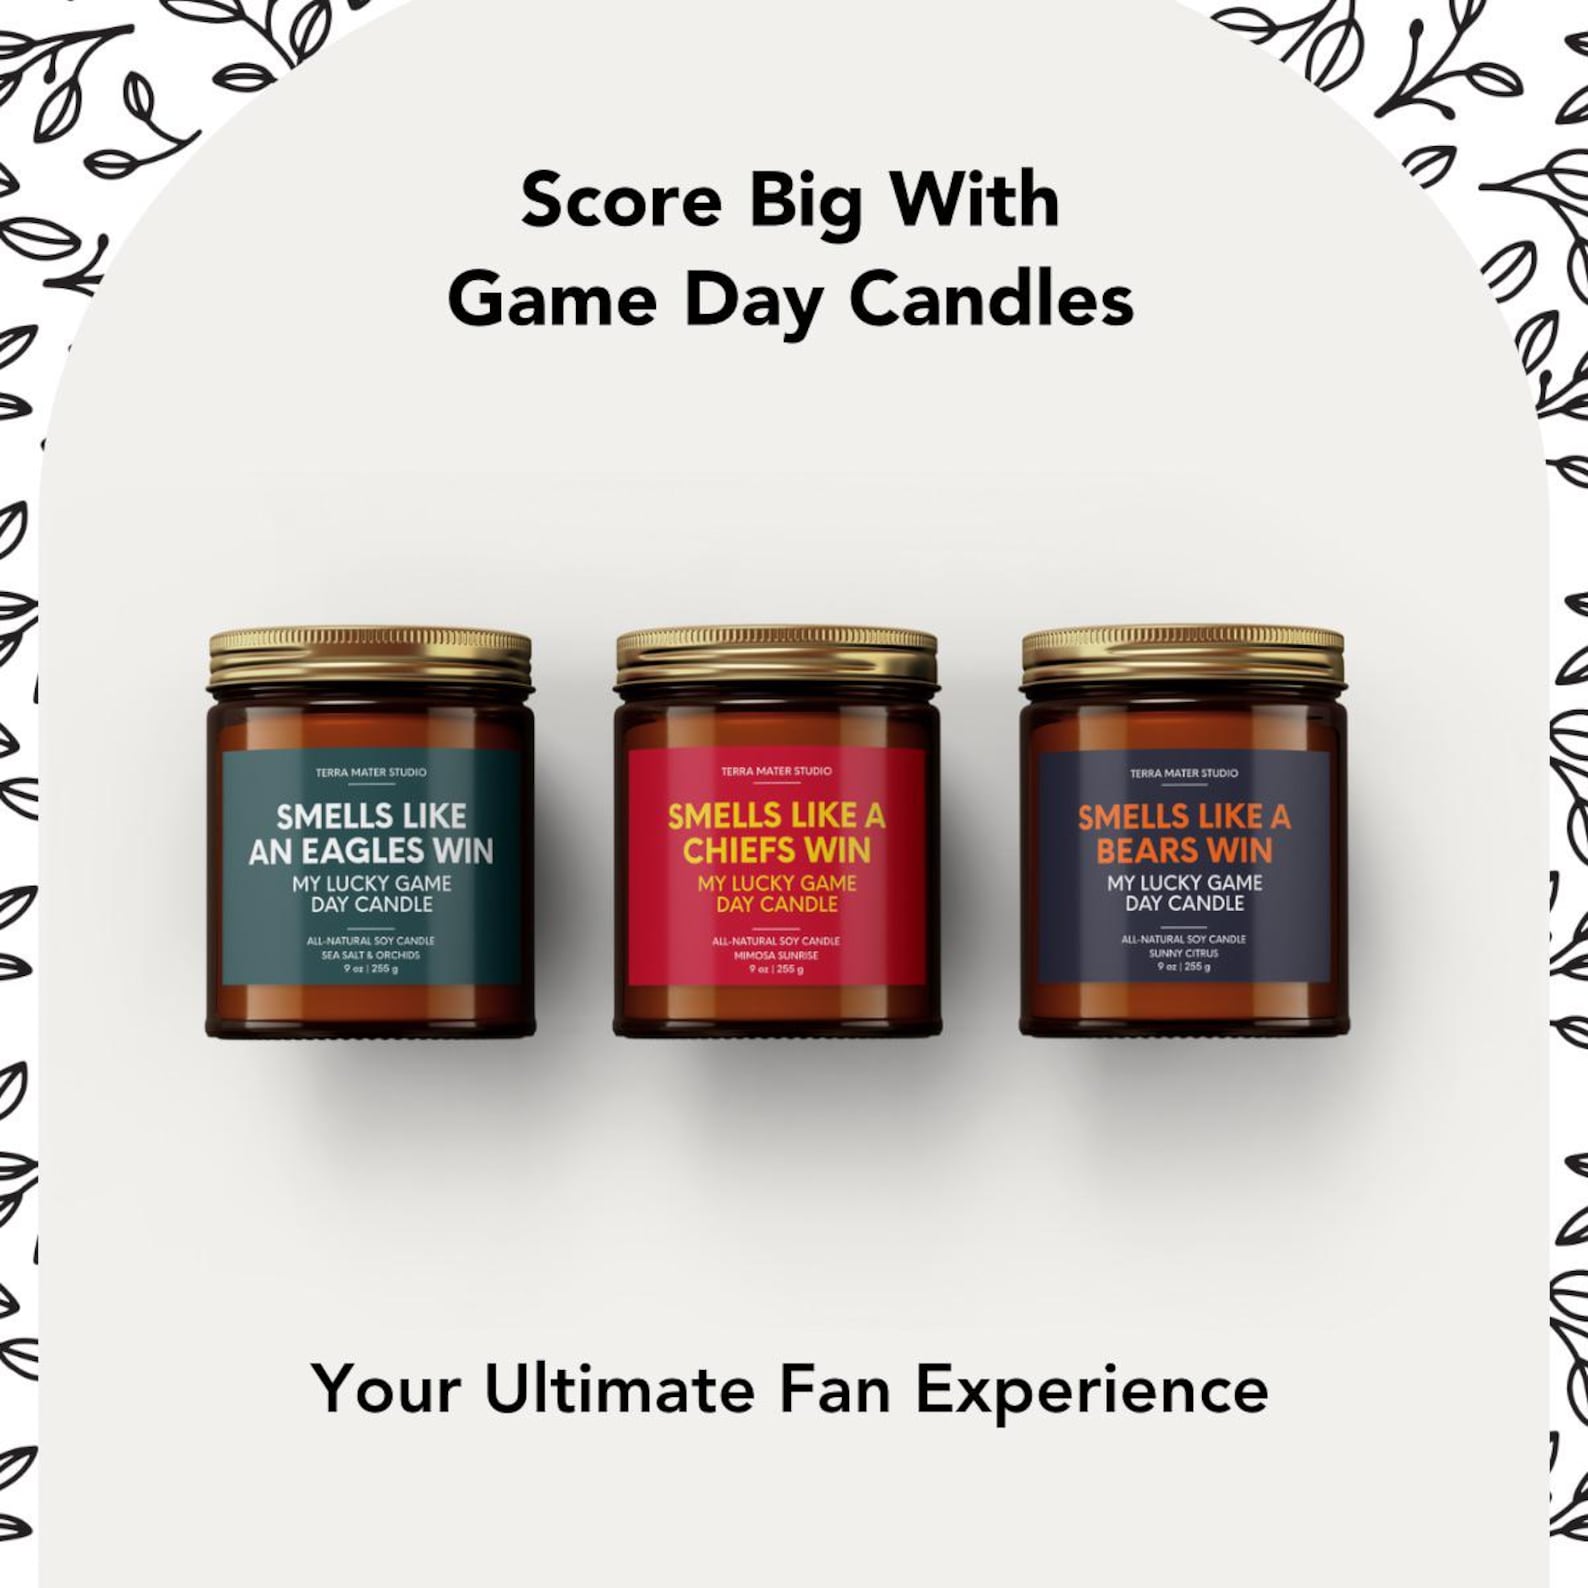 Score Big With
Game Day Candles
TERRA MATER STUDIO
SMELLS LIKE
AN EAGLES WIN
MY LUCKY GAME
DAY CANDLE
ALL-NATURAL SOY CANDLE
SEA SALT & ORCHIDS
9 oz | 255 g
TERRA MATER STUDIO
SMELLS LIKE A
CHIEFS WIN
MY LUCKY GAME
DAY CANDLE
ALL-NATURAL SOY CANDLE
MIMOSA SUNRISE
9 oz | 255 g
TERRA MATER STUDIO
SMELLS LIKE A
BEARS WIN
MY LUCKY GAME
DAY CANDLE
ALL-NATURAL SOY CANDLE
SUNNY CITRUS
9 oz | 255 g
Your Ultimate Fan Experience